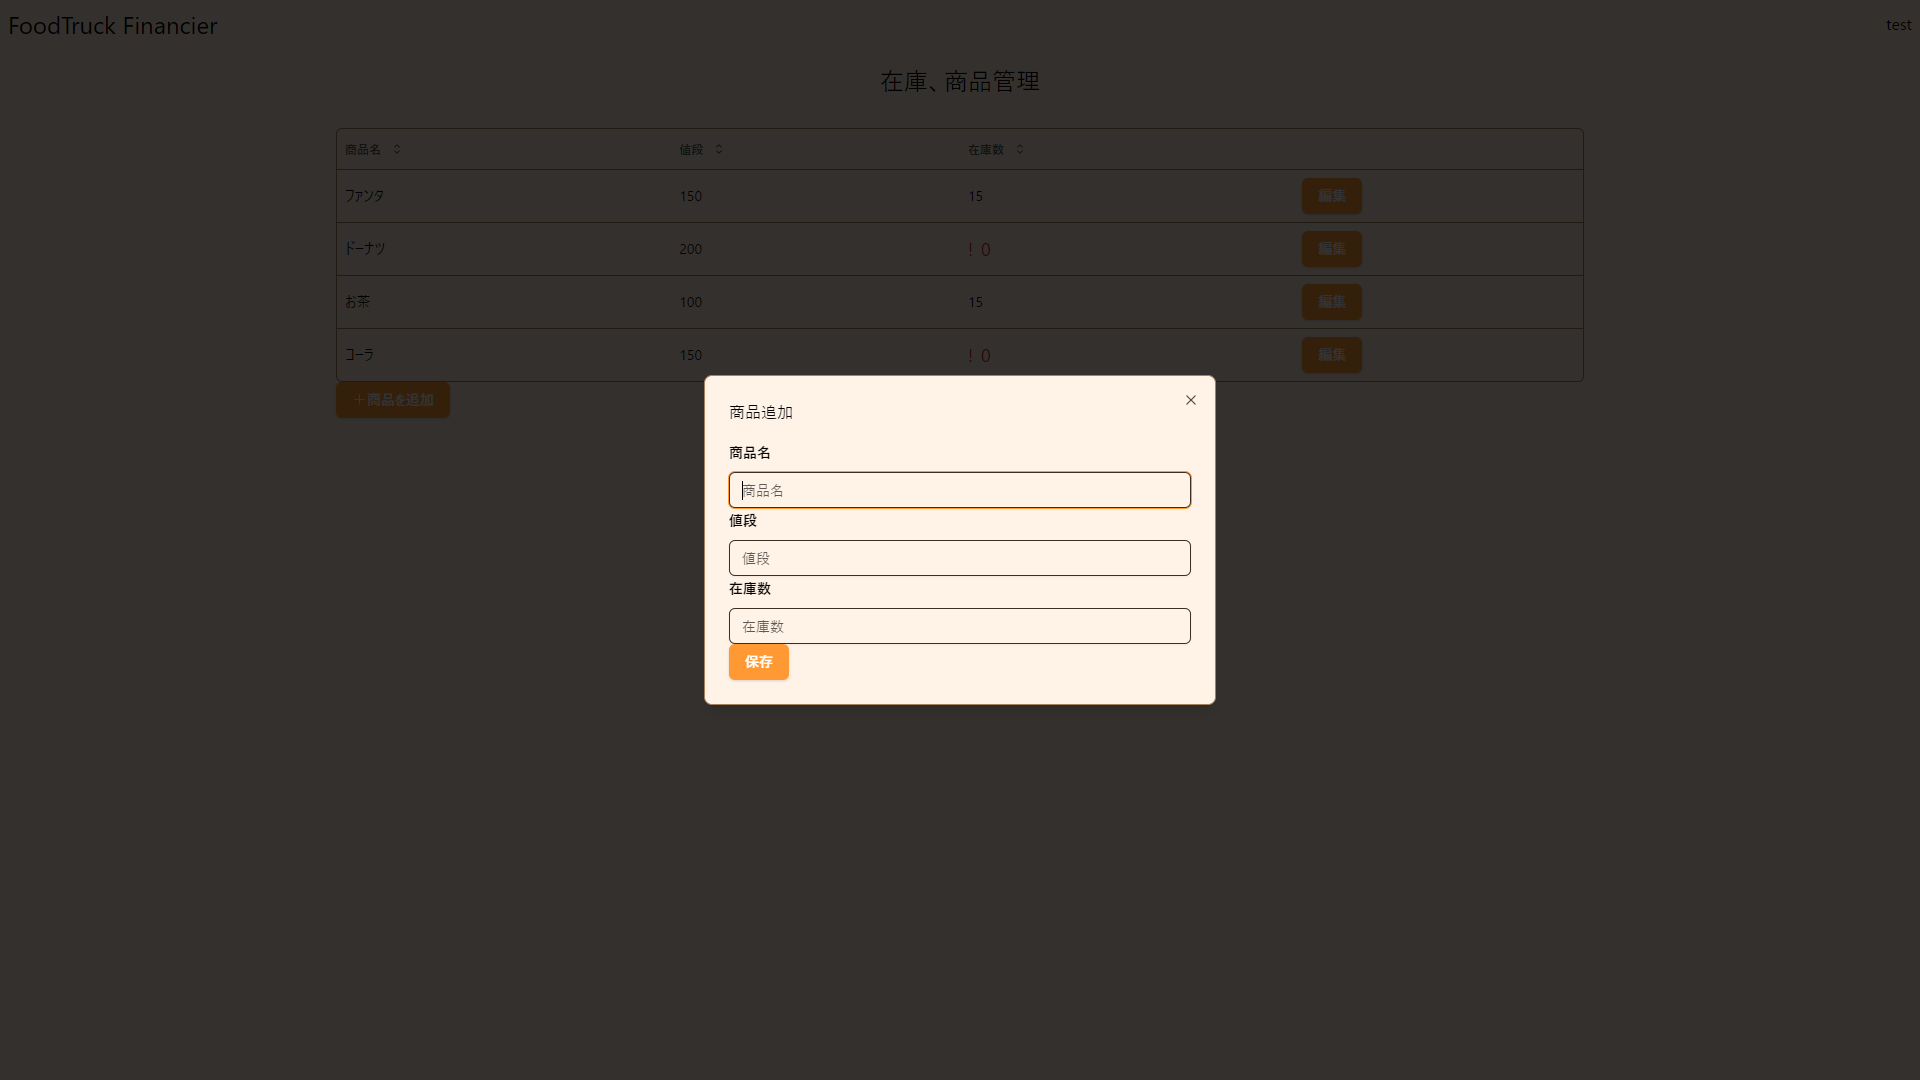 FoodTruck Financier
test
在庫、商品管理
商品名 値段 在庫数
ファンタ 150 15 編集
ドーナツ 200 ! 0 編集
お茶 100 15 編集
コーラ 150 ! 0 編集
＋商品を追加
商品追加
商品名
商品名
値段
値段
在庫数
在庫数
保存